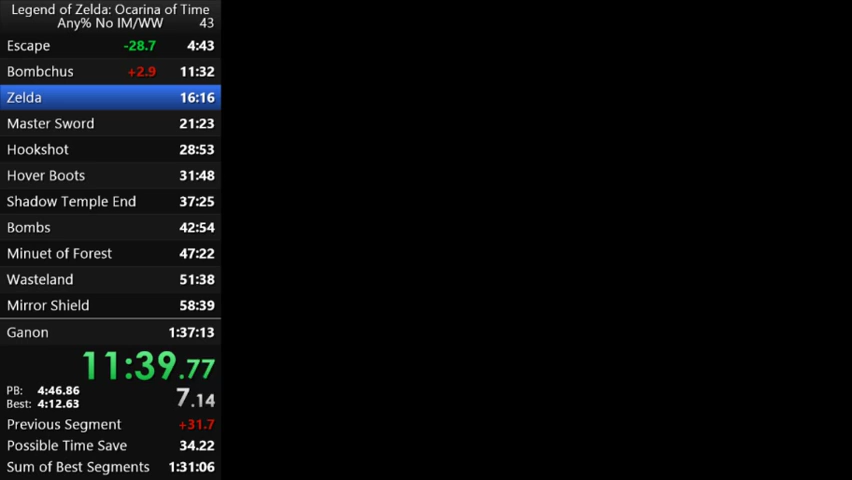 Legend of Zelda: Ocarina of Time
Any% No IM/WW 43
Escape -28.7 4:43
Bombchus +2.9 11:32
Zelda 16:16
Master Sword 21:23
Hookshot 28:53
Hover Boots 31:48
Shadow Temple End 37:25
Bombs 42:54
Minuet of Forest 47:22
Wasteland 51:38
Mirror Shield 58:39
Ganon 1:37:13
11:39.77
PB: 4:46.86
Best: 4:12.63
7.14
Previous Segment +31.7
Possible Time Save 34.22
Sum of Best Segments 1:31:06